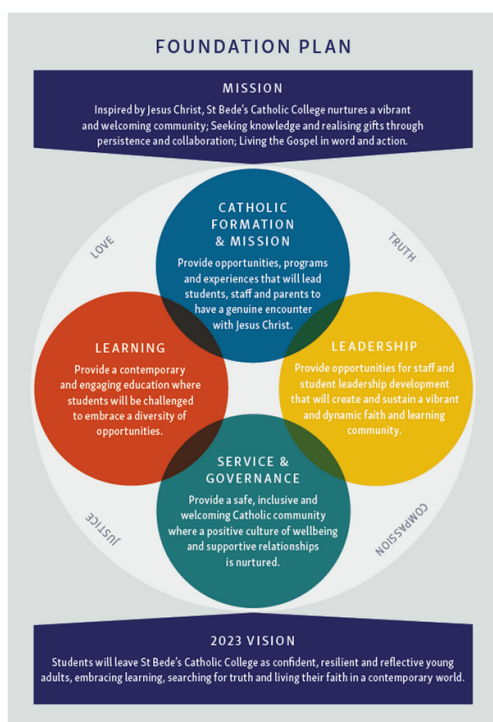 FOUNDATION PLAN
MISSION
Inspired by Jesus Christ, St Bede's Catholic College nurtures a vibrant
and welcoming community; Seeking knowledge and realising gifts through
persistence and collaboration; Living the Gospel in word and action.
LOVE
TRUTH
CATHOLIC
FORMATION
& MISSION
Provide opportunities, programs
and experiences that will lead
students, staff and parents to
have a genuine encounter
with Jesus Christ.
LEARNING
Provide a contemporary
and engaging education where
students will be challenged
to embrace a diversity of
opportunities.
LEADERSHIP
Provide opportunities for staff and
student leadership development
that will create and sustain a vibrant
and dynamic faith and learning
community.
SERVICE &
GOVERNANCE
Provide a safe, inclusive and
welcoming Catholic community
where a positive culture of wellbeing
and supportive relationships
is nurtured.
JUSTICE
COMPASSION
2023 VISION
Students will leave St Bede's Catholic College as confident, resilient and reflective young
adults, embracing learning, searching for truth and living their faith in a contemporary world.